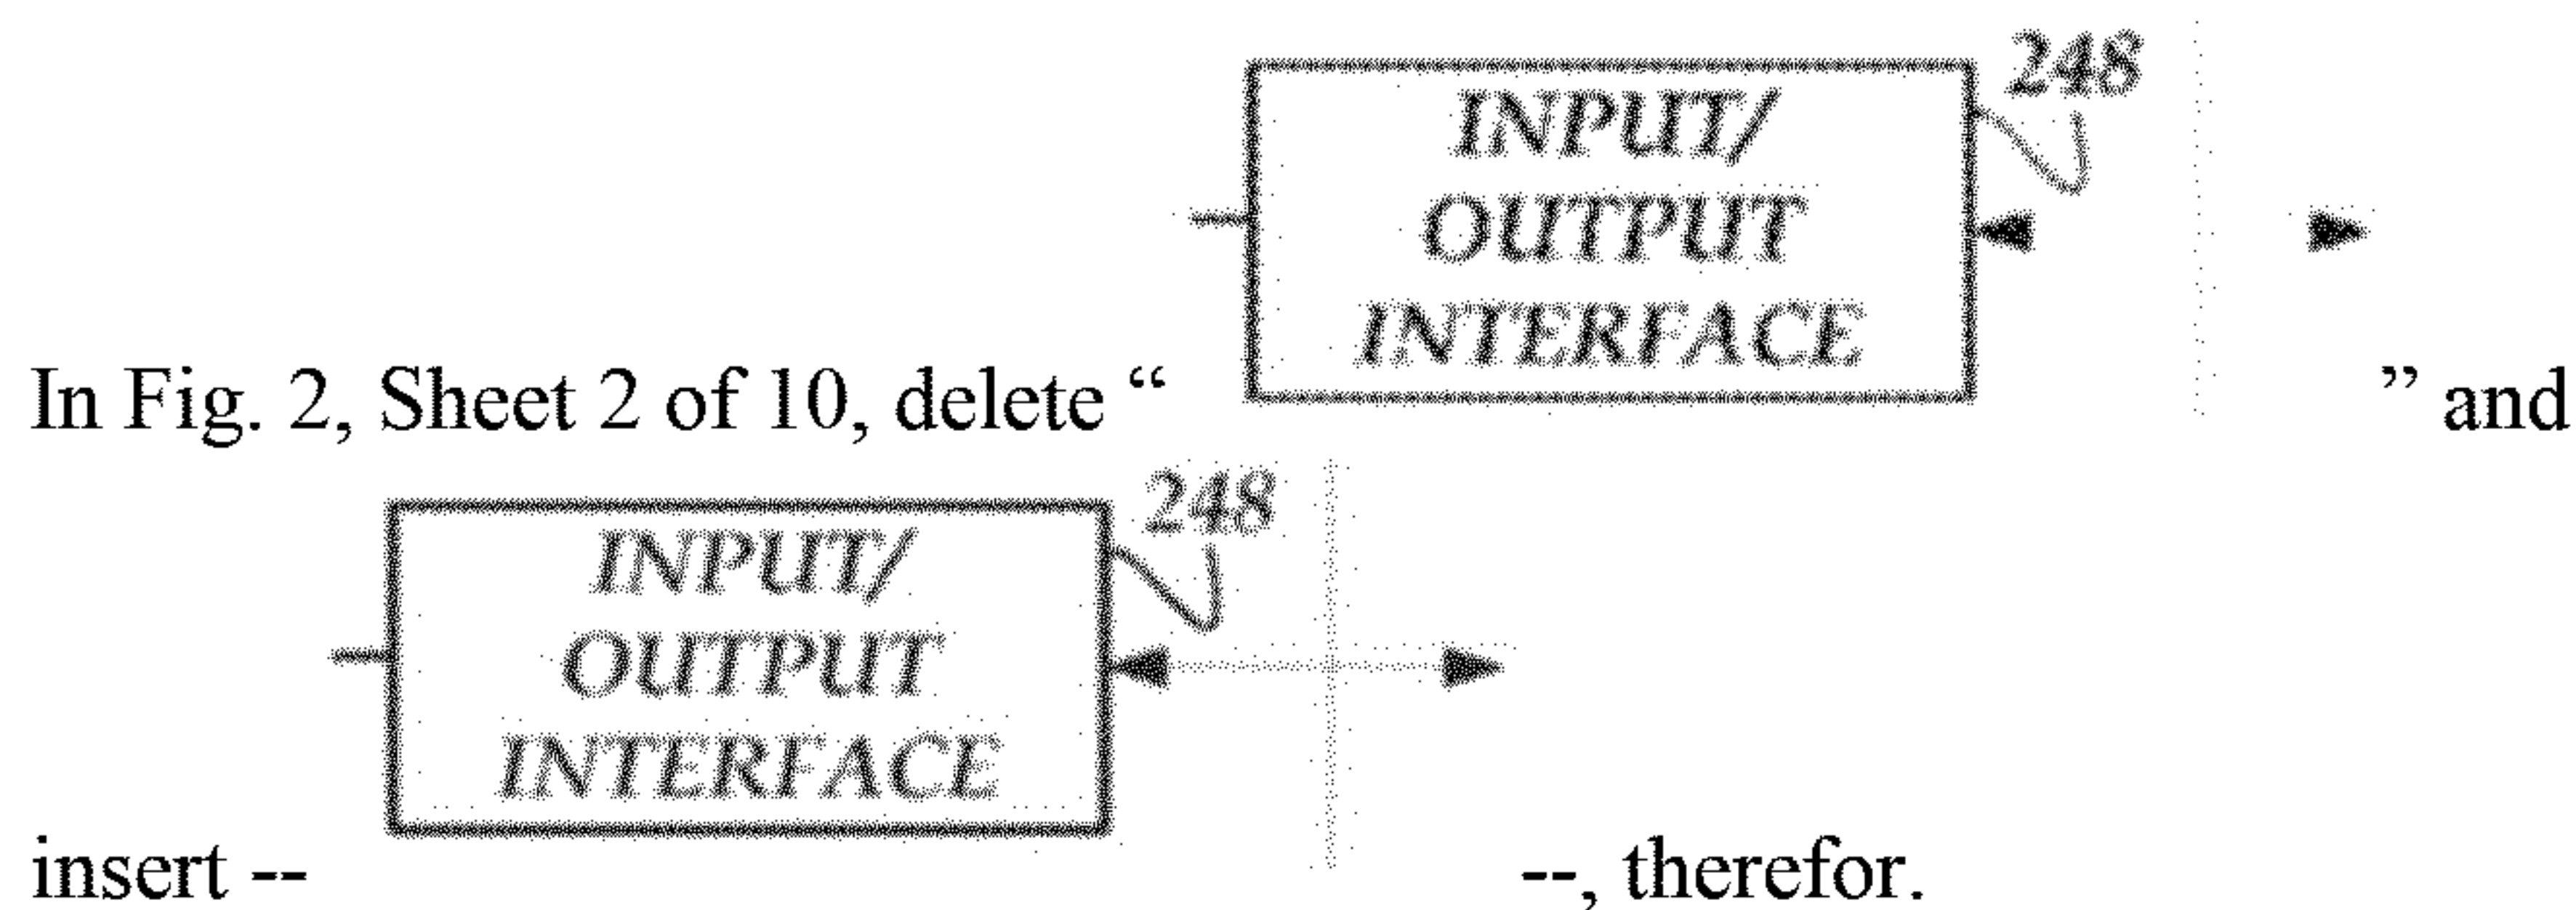 248
INPUT/
OUTPUT
INTERFACE
In Fig. 2, Sheet 2 of 10, delete “ ” and
248
INPUT/
OUTPUT
INTERFACE
insert -- --, therefor.